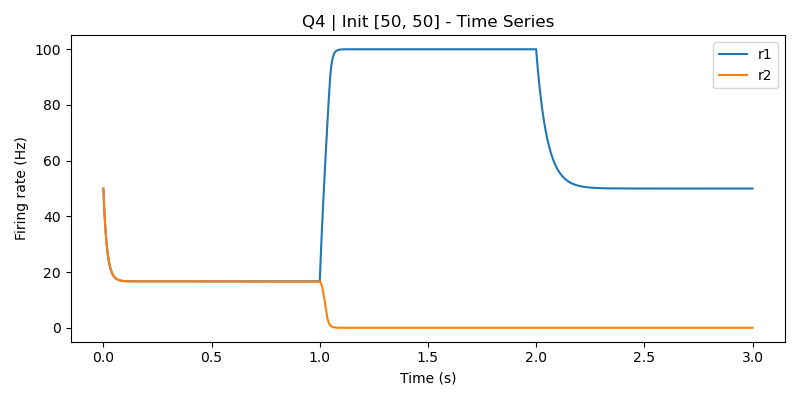 Q4 | Init [50, 50] - Time Series
Firing rate (Hz)
100
80
60
40
20
0
r1
r2
0.0 0.5 1.0 1.5 2.0 2.5 3.0
Time (s)